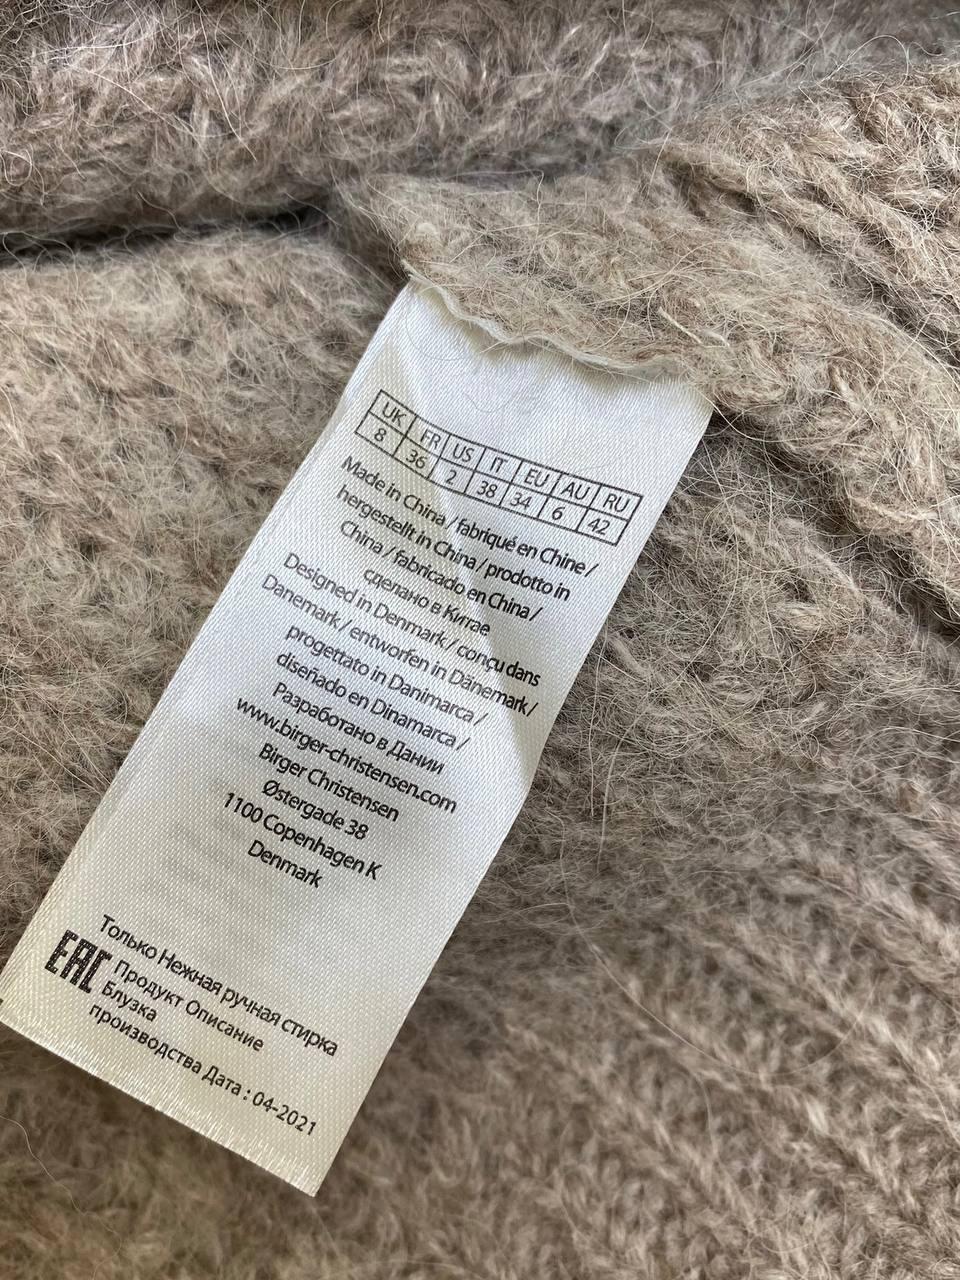 UK FR US IT EU AU RU
8 36 2 38 34 6 42
Made in China / fabriqué en Chine /
hergestellt in China / prodotto in
China / fabricado en China /
сделано в Китае
Designed in Denmark / conçu dans
Danemark / entworfen in Dänemark /
progettato in Danimarca /
diseñado en Dinamarca /
Разработано в Дании
www.birger-christensen.com
Birger Christensen
Østergade 38
1100 Copenhagen K
Denmark
Только Нежная ручная стирка
EAC Продукт Описание
Блузка
производства Дата : 04-2021